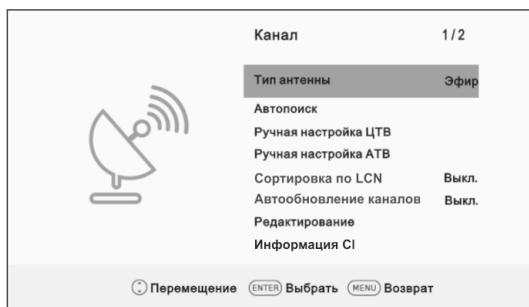 Канал 1/2
Тип антенны Эфир
Автопоиск
Ручная настройка ЦТВ
Ручная настройка АТВ
Сортировка по LCN Выкл.
Автообновление каналов Выкл.
Редактирование
Информация CI
Перемещение ENTER Выбрать MENU Возврат